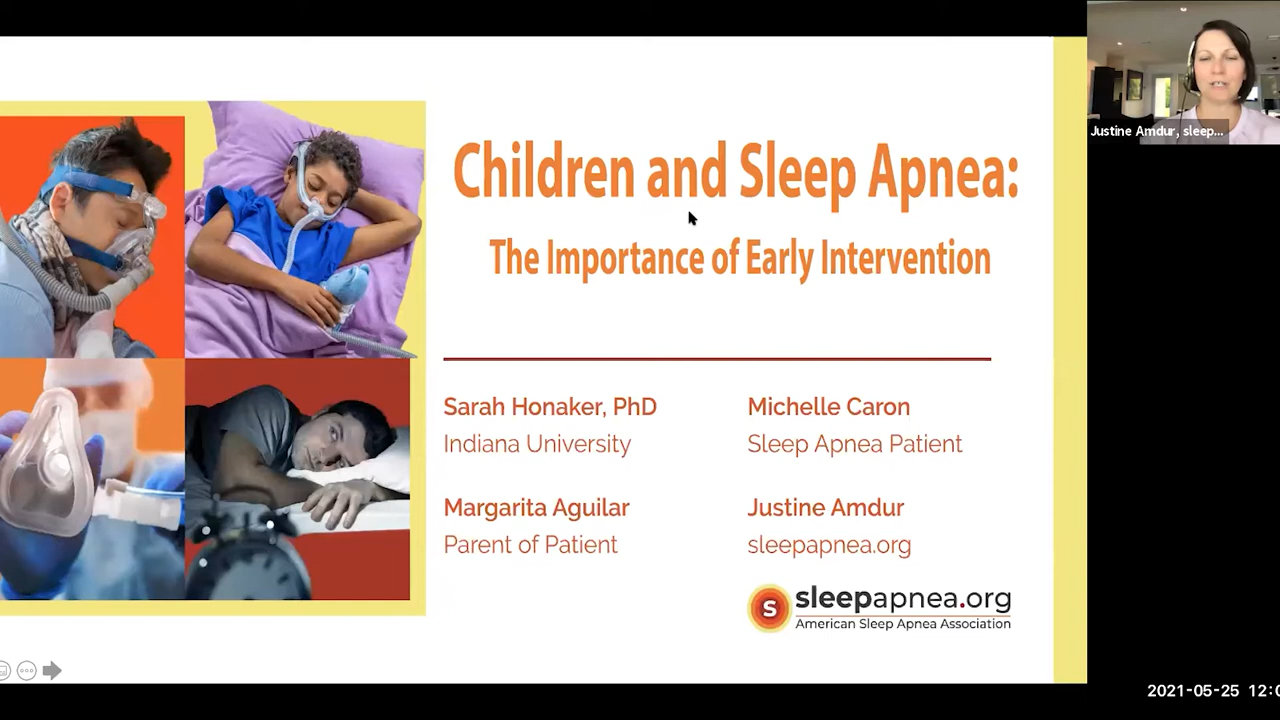 Children and Sleep Apnea:
The Importance of Early Intervention
Sarah Honaker, PhD
Indiana University
Michelle Caron
Sleep Apnea Patient
Margarita Aguilar
Parent of Patient
Justine Amdur
sleepapnea.org
S
sleepapnea.org
American Sleep Apnea Association
Justine Amdur, sleep...
2021-05-25 12:0